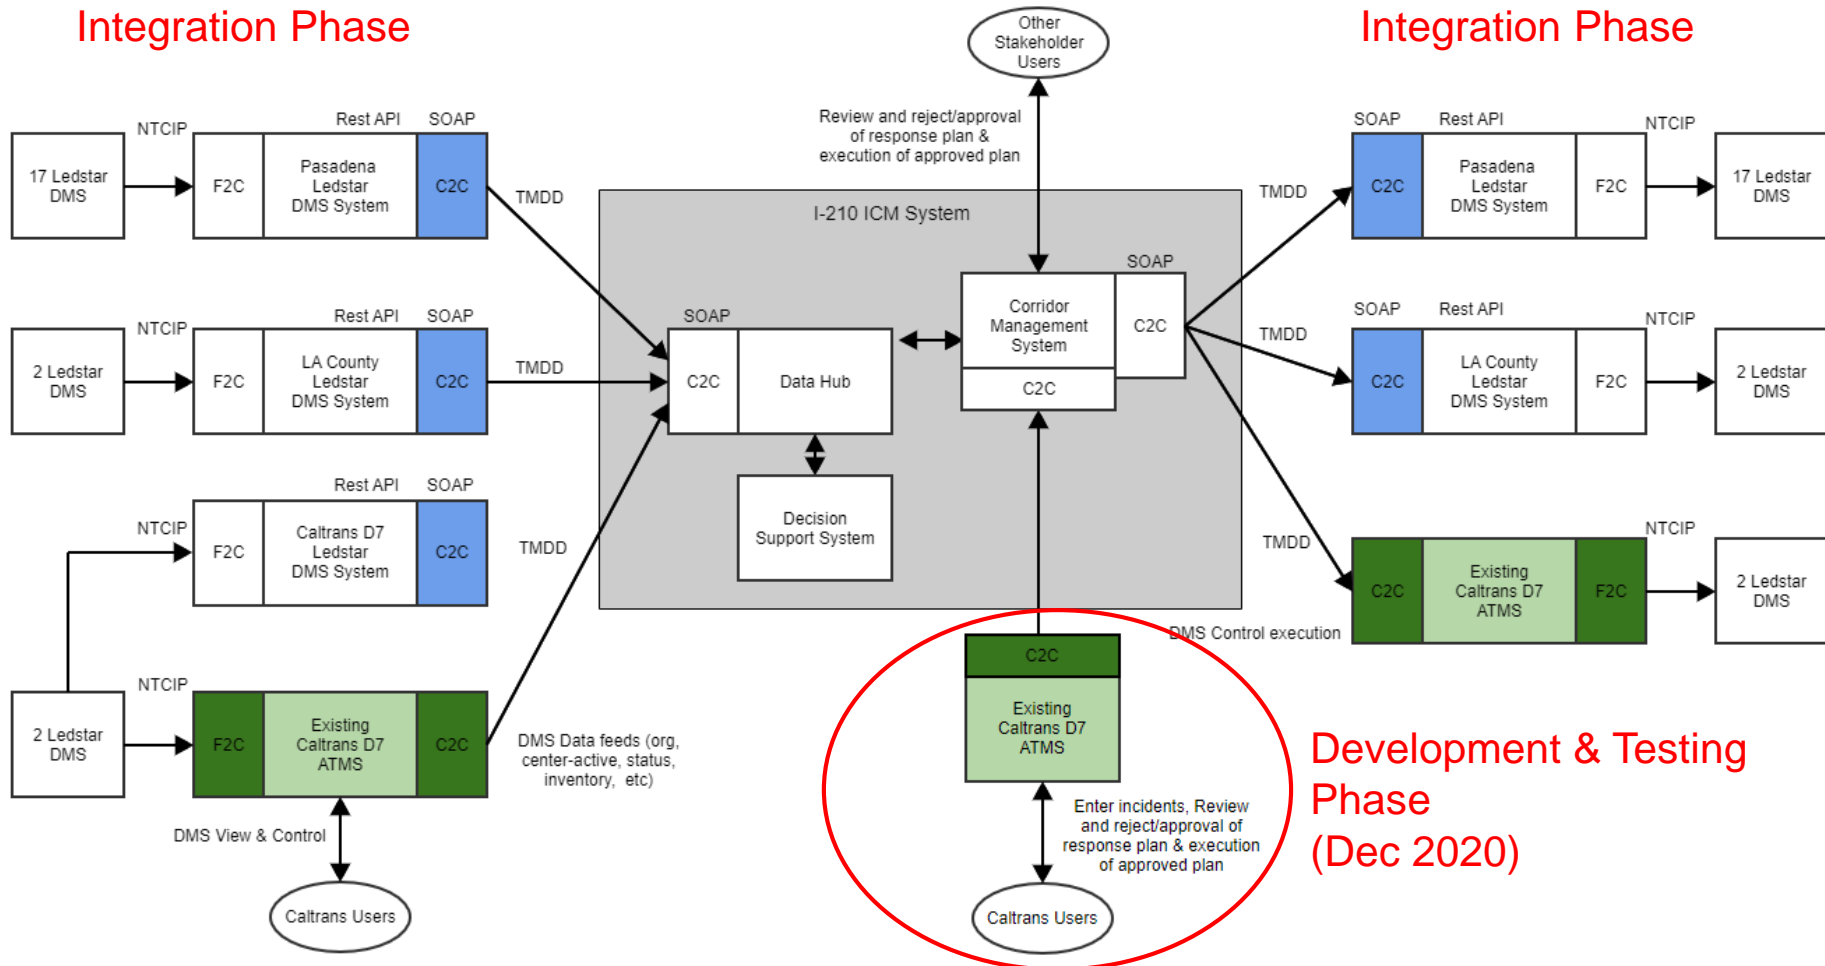 Integration Phase
Integration Phase
Other
Stakeholder
Users
Review and reject/approval
of response plan &
execution of approved plan
NTCIP
Rest API
SOAP
17 Ledstar
DMS
F2C
Pasadena
Ledstar
DMS System
C2C
TMDD
NTCIP
Rest API
SOAP
2 Ledstar
DMS
F2C
LA County
Ledstar
DMS System
C2C
TMDD
Rest API
SOAP
NTCIP
F2C
Caltrans D7
Ledstar
DMS System
C2C
TMDD
NTCIP
2 Ledstar
DMS
F2C
Existing
Caltrans D7
ATMS
C2C
DMS Data feeds (org,
center-active, status,
inventory, etc)
DMS View & Control
Caltrans Users
I-210 ICM System
SOAP
C2C
Data Hub
Decision
Support System
SOAP
Corridor
Management
System
C2C
C2C
C2C
Existing
Caltrans D7
ATMS
Enter incidents, Review
and reject/approval of
response plan & execution
of approved plan
Caltrans Users
TMDD
SOAP
Rest API
NTCIP
C2C
Pasadena
Ledstar
DMS System
F2C
17 Ledstar
DMS
TMDD
SOAP
Rest API
NTCIP
C2C
LA County
Ledstar
DMS System
F2C
2 Ledstar
DMS
TMDD
NTCIP
C2C
Existing
Caltrans D7
ATMS
F2C
2 Ledstar
DMS
DMS Control execution
Development & Testing
Phase
(Dec 2020)